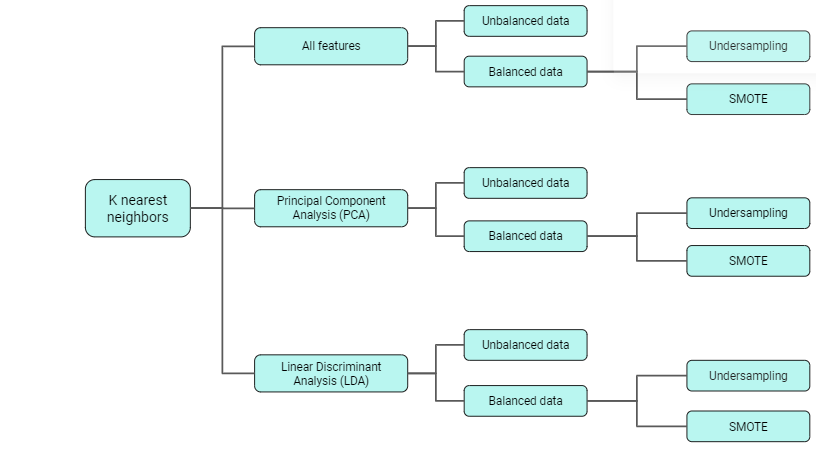 K nearest
neighbors
All features
Unbalanced data
Balanced data
Undersampling
SMOTE
Principal Component
Analysis (PCA)
Unbalanced data
Balanced data
Undersampling
SMOTE
Linear Discriminant
Analysis (LDA)
Unbalanced data
Balanced data
Undersampling
SMOTE